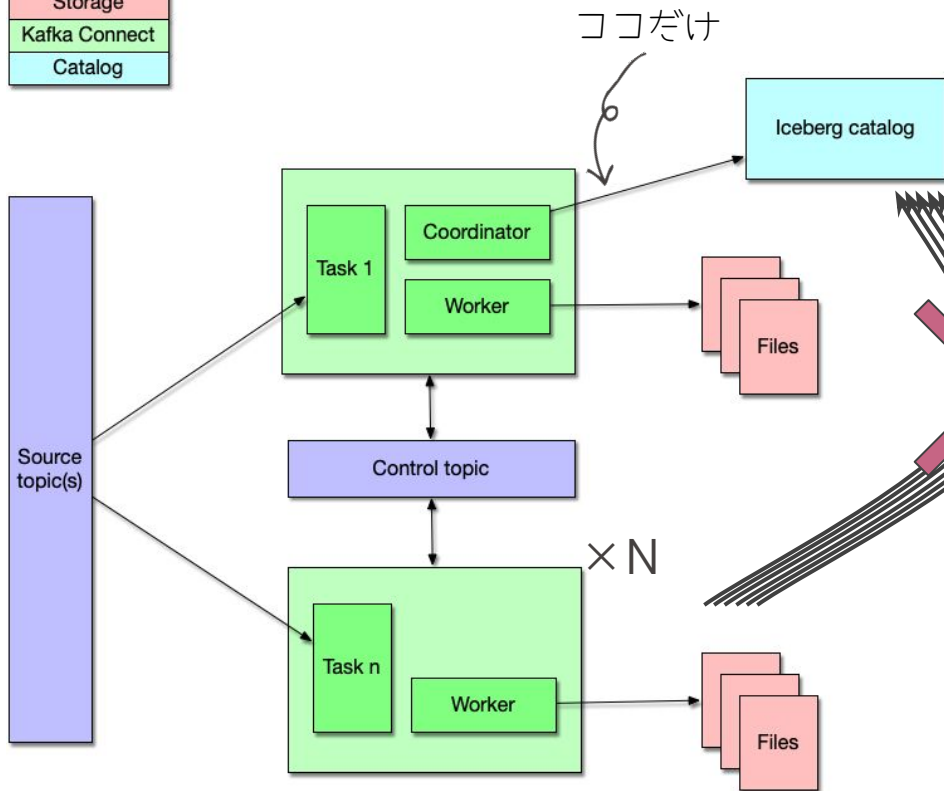 Storage
Kafka Connect
Catalog
ココだけ
Iceberg catalog
Coordinator
Task 1
Worker
Files
Source
topic(s)
Control topic
×N
Task n
Worker
Files